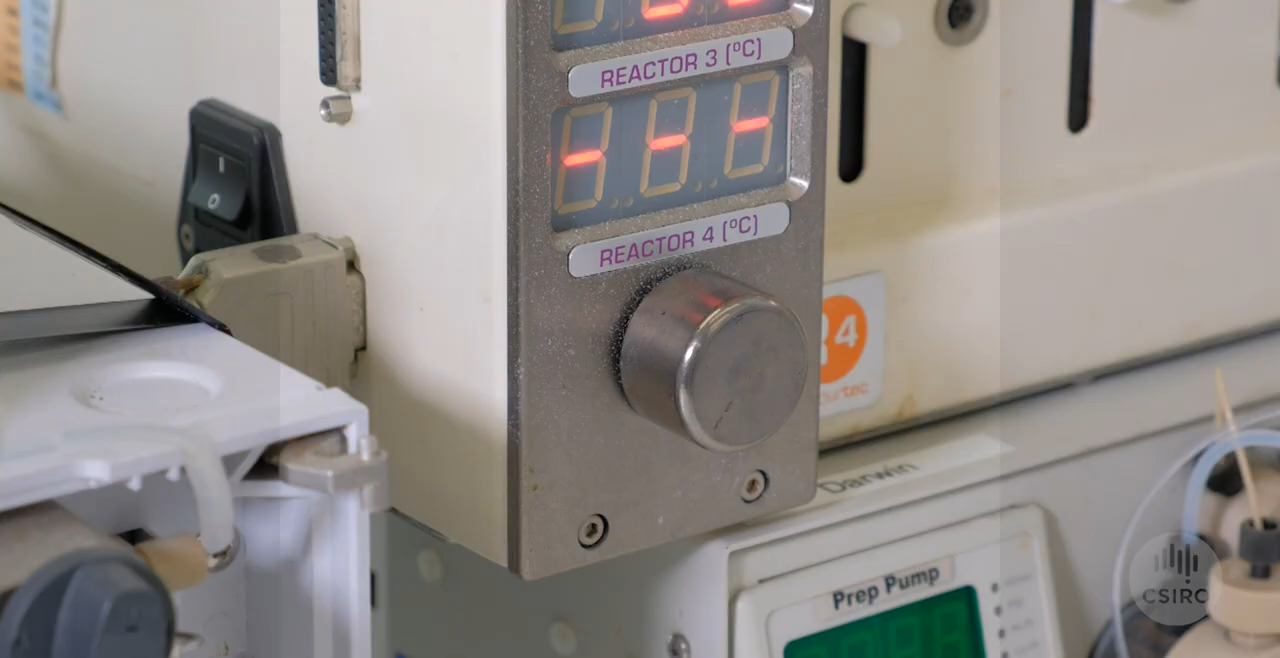 REACTOR 3 (ºC)
---
REACTOR 4 (ºC)
R4
Darwin
Prep Pump
CSIRO